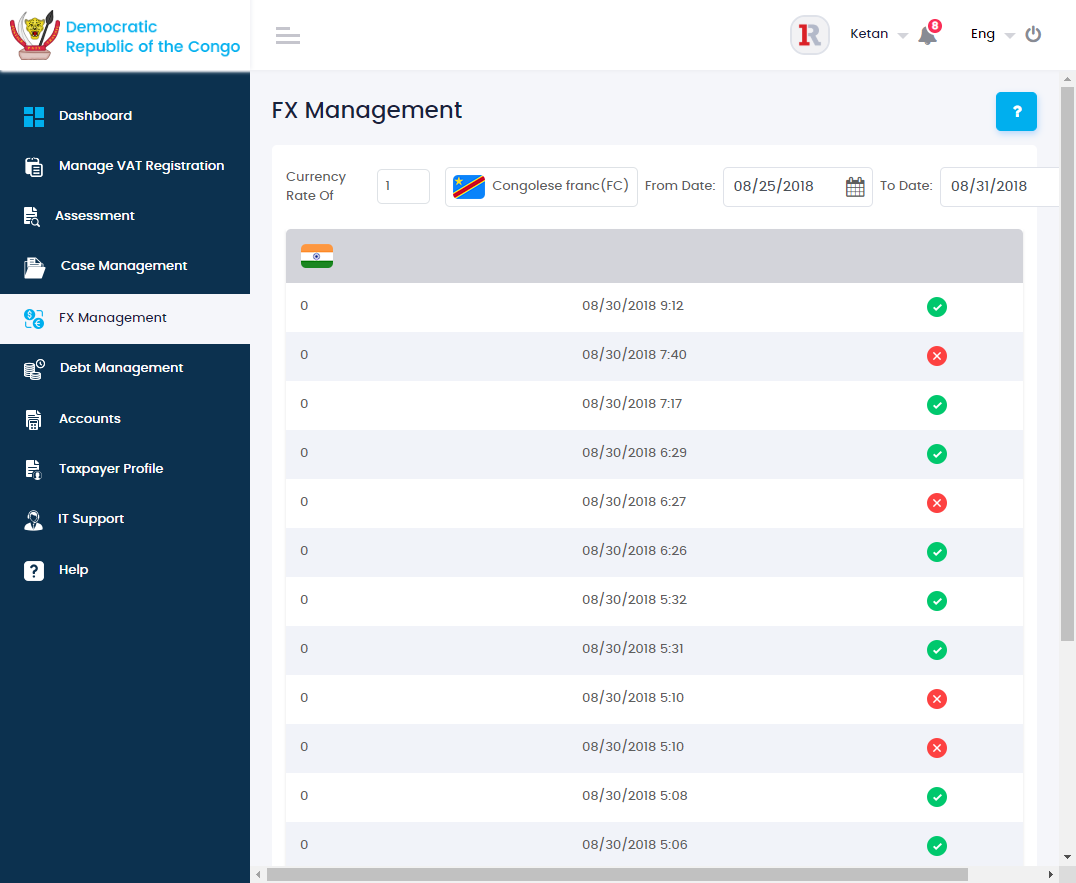 Democratic
Republic of the Congo
R
Ketan
8
Eng
Dashboard
Manage VAT Registration
Assessment
Case Management
FX Management
Debt Management
Accounts
Taxpayer Profile
IT Support
Help
FX Management
?
Currency
Rate Of
1
Congolese franc(FC)
From Date:
08/25/2018
To Date:
08/31/2018
0 08/30/2018 9:12
0 08/30/2018 7:40
0 08/30/2018 7:17
0 08/30/2018 6:29
0 08/30/2018 6:27
0 08/30/2018 6:26
0 08/30/2018 5:32
0 08/30/2018 5:31
0 08/30/2018 5:10
0 08/30/2018 5:10
0 08/30/2018 5:08
0 08/30/2018 5:06